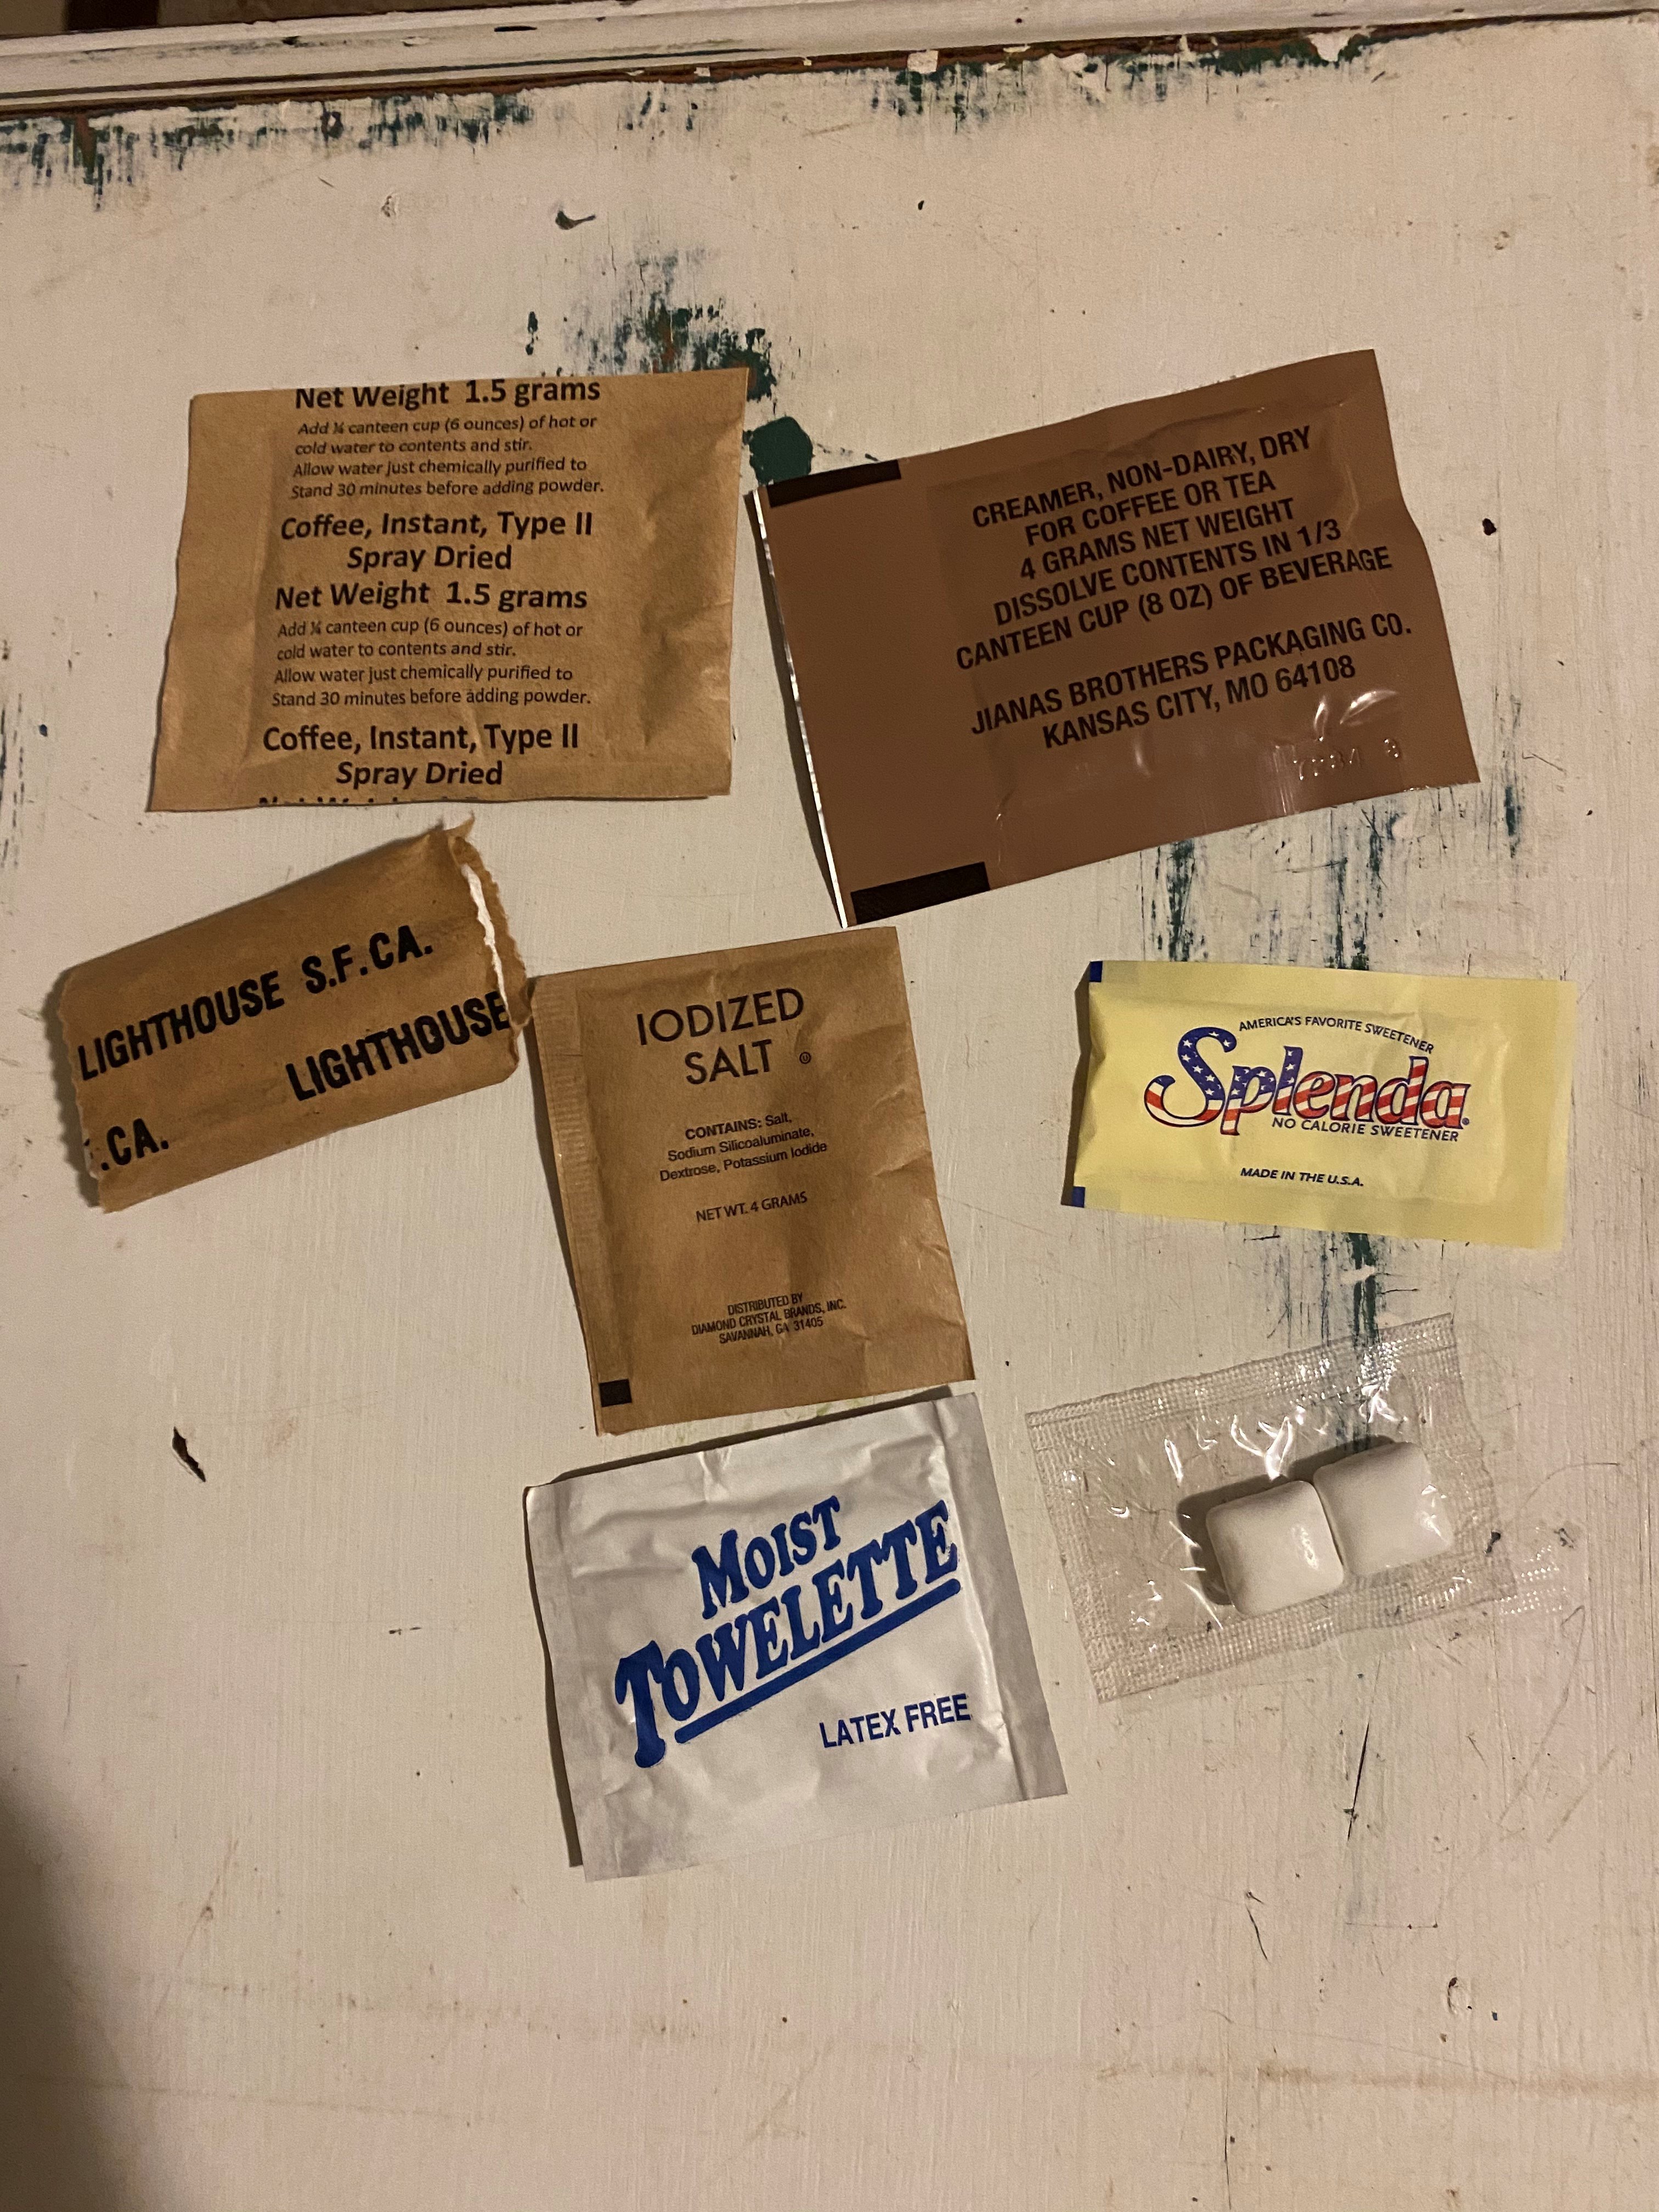 Net Weight 1.5 grams
Add ¼ canteen cup (6 ounces) of hot or
cold water to contents and stir.
Allow water just chemically purified to
Stand 30 minutes before adding powder.
Coffee, Instant, Type II
Spray Dried
Net Weight 1.5 grams
Add ¼ canteen cup (6 ounces) of hot or
cold water to contents and stir.
Allow water just chemically purified to
Stand 30 minutes before adding powder.
Coffee, Instant, Type II
Spray Dried
CREAMER, NON-DAIRY, DRY
FOR COFFEE OR TEA
4 GRAMS NET WEIGHT
DISSOLVE CONTENTS IN 1/3
CANTEEN CUP (8 OZ) OF BEVERAGE
JIANAS BROTHERS PACKAGING CO.
KANSAS CITY, MO 64108
LIGHTHOUSE S.F.CA.
LIGHTHOUSE
.CA.
IODIZED
SALT
CONTAINS: Salt,
Sodium Silicoaluminate,
Dextrose, Potassium Iodide
NET WT. 4 GRAMS
DISTRIBUTED BY
DIAMOND CRYSTAL BRANDS, INC.
SAVANNAH, GA 31405
AMERICA'S FAVORITE SWEETENER
Splenda
NO CALORIE SWEETENER
MADE IN THE U.S.A.
MOIST
TOWELETTE
LATEX FREE